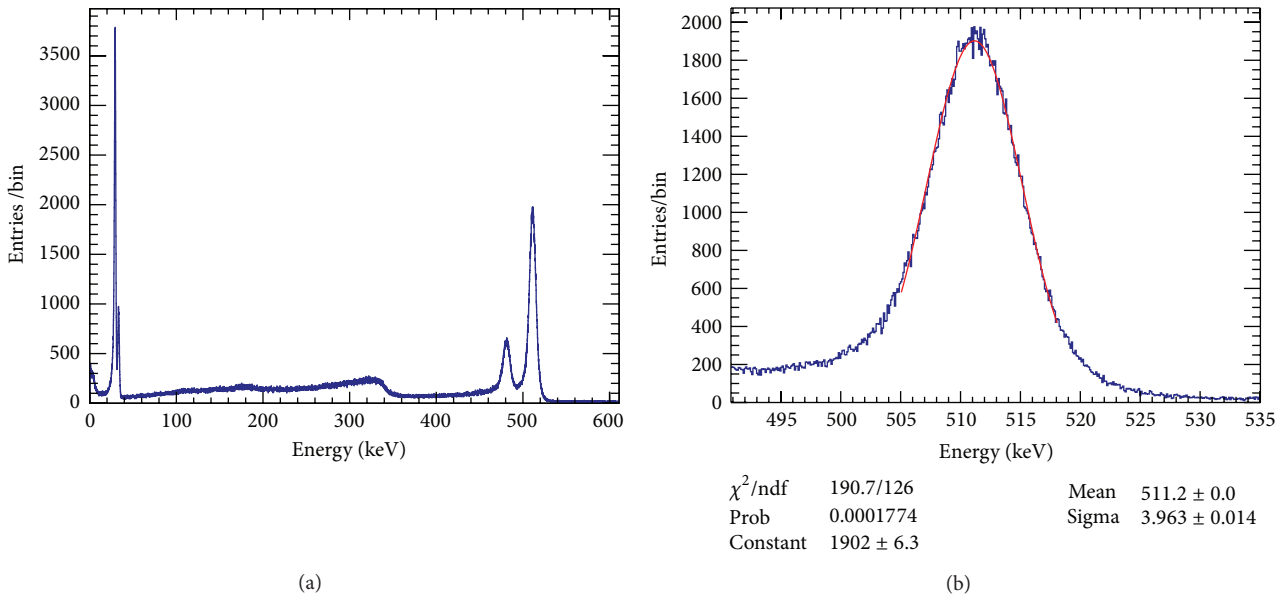 3500
3000
2500
2000
1500
1000
500
0
Entries /bin
0 100 200 300 400 500 600
Energy (keV)
(a)
2000
1800
1600
1400
1200
1000
800
600
400
200
0
Entries/bin
495 500 505 510 515 520 525 530 535
Energy (keV)
χ²/ndf 190.7/126
Prob 0.0001774
Constant 1902 ± 6.3
Mean 511.2 ± 0.0
Sigma 3.963 ± 0.014
(b)